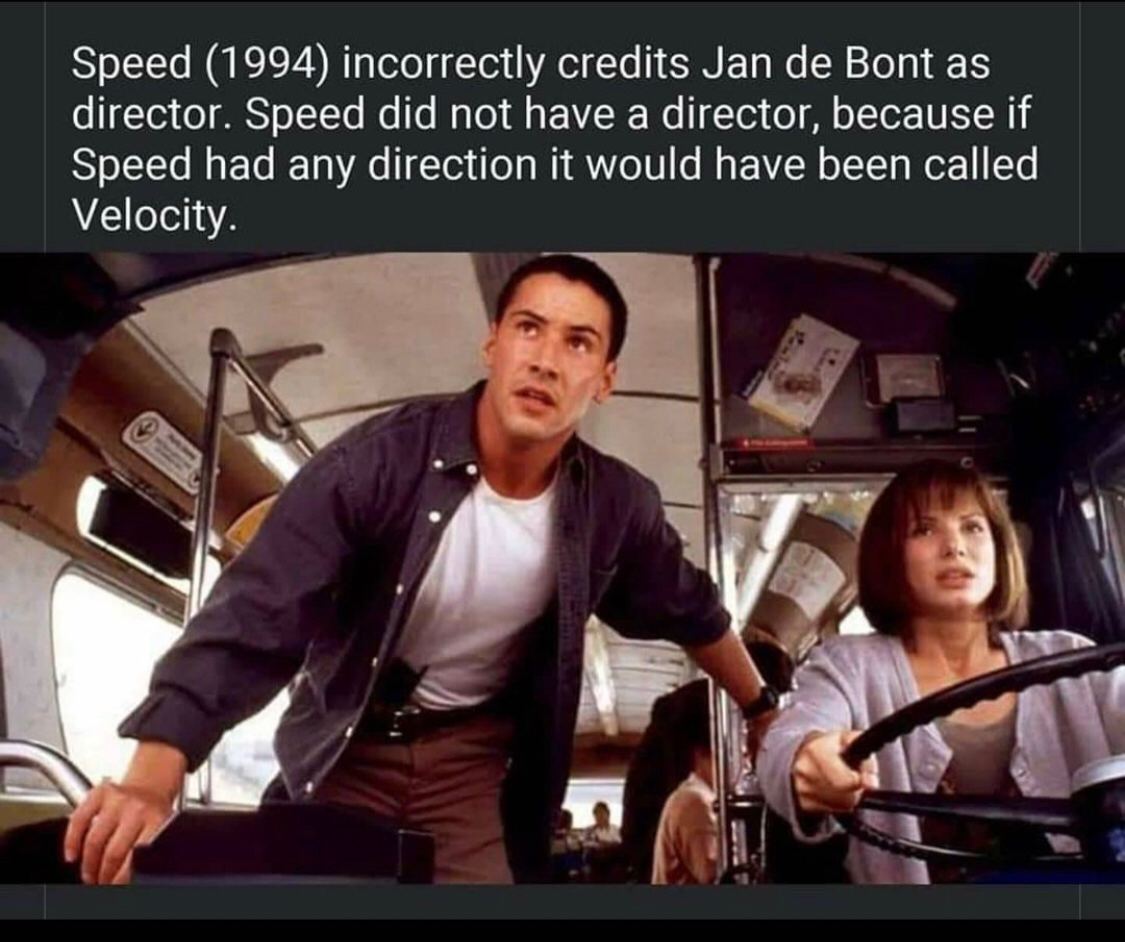 Speed (1994) incorrectly credits Jan de Bont as
director. Speed did not have a director, because if
Speed had any direction it would have been called
Velocity.